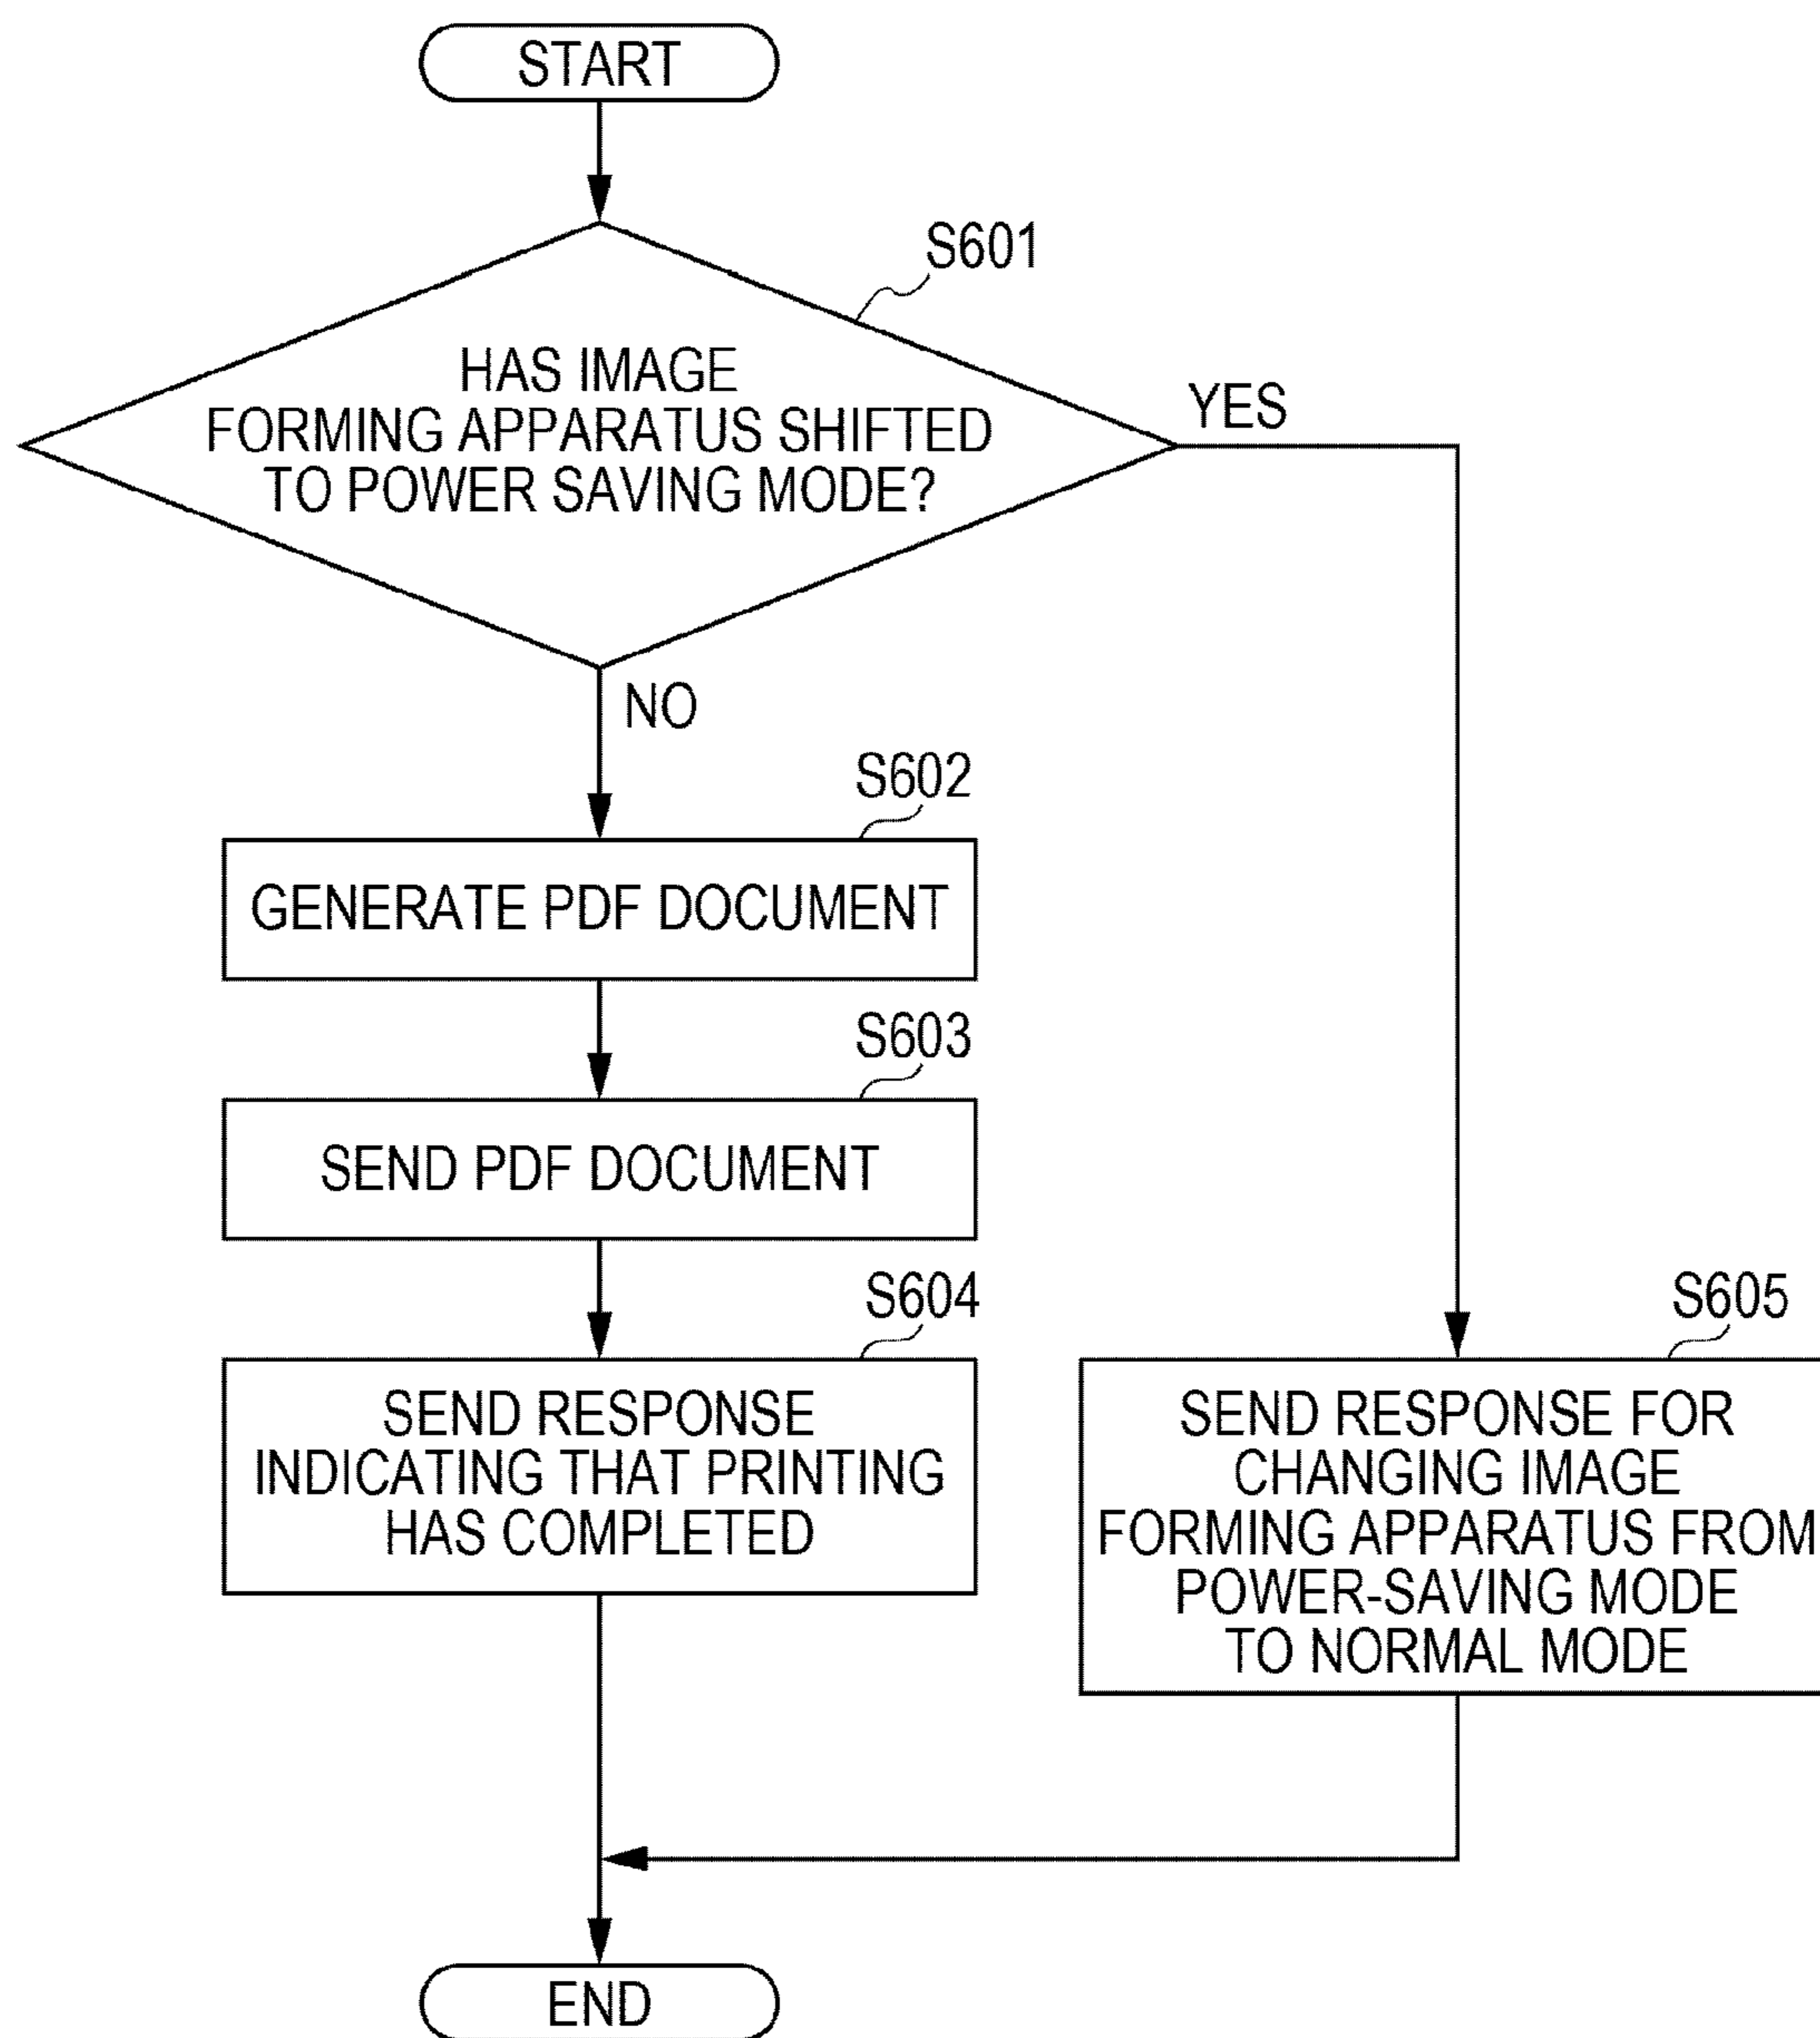 START
S601
HAS IMAGE
FORMING APPARATUS SHIFTED
TO POWER SAVING MODE?
YES
NO
S602
GENERATE PDF DOCUMENT
S603
SEND PDF DOCUMENT
S604
SEND RESPONSE
INDICATING THAT PRINTING
HAS COMPLETED
S605
SEND RESPONSE FOR
CHANGING IMAGE
FORMING APPARATUS FROM
POWER-SAVING MODE
TO NORMAL MODE
END